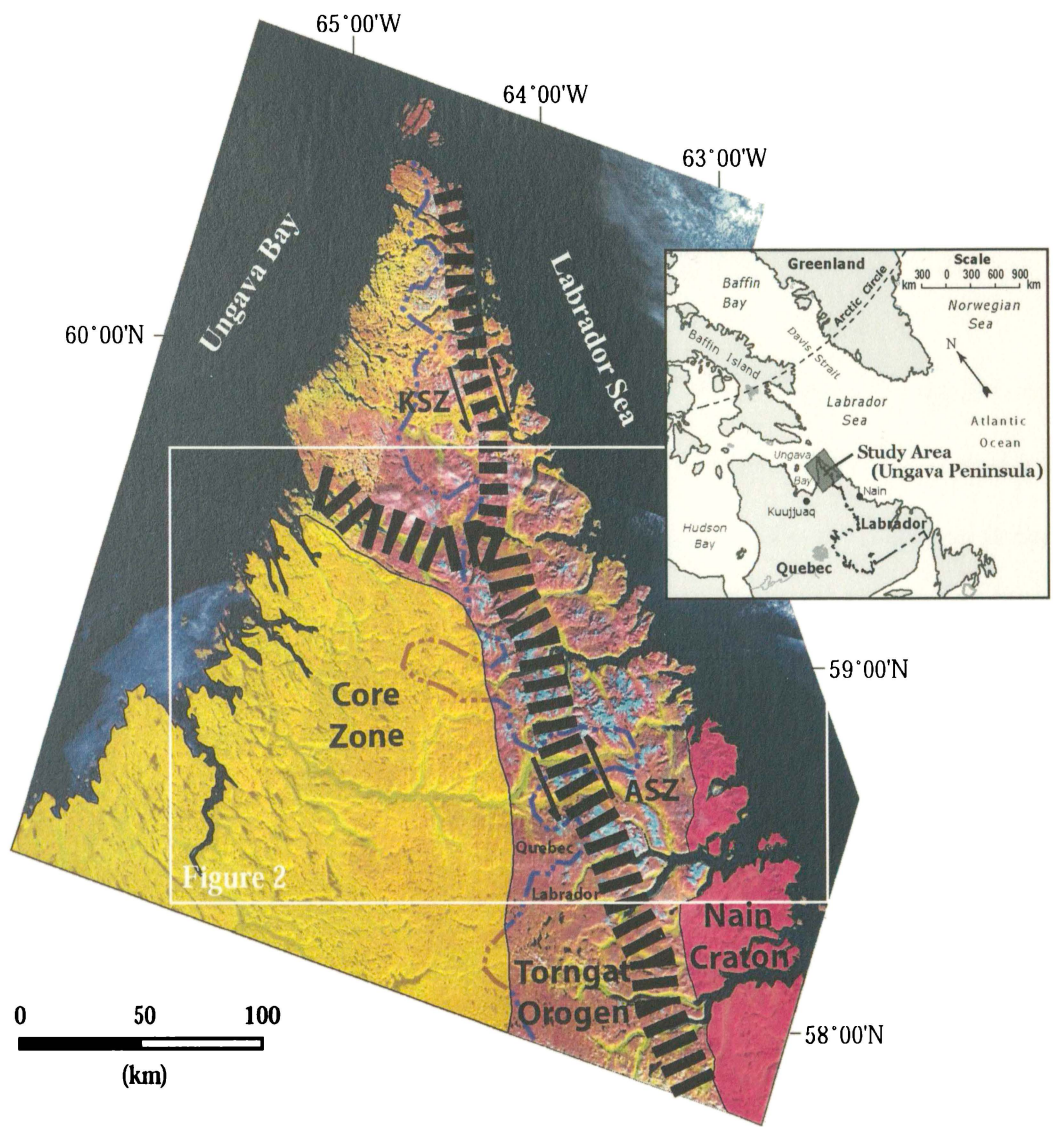 65°00'W
64°00'W
63°00'W
60°00'N
59°00'N
58°00'N
Ungava Bay
Labrador Sea
KSZ
Core
Zone
ASZ
Quebec
Labrador
Figure 2
Nain
Craton
Torngat
Orogen
0 50 100
(km)
Greenland
Scale
300 0 300 600 900
km km
Baffin
Bay
Arctic Circle
Norwegian
Sea
Davis Strait
Baffin Island
N
Labrador
Sea
Atlantic
Ocean
Ungava
Bay
Study Area
(Ungava Peninsula)
Nain
Kuujjuaq
Labrador
Hudson
Bay
Quebec